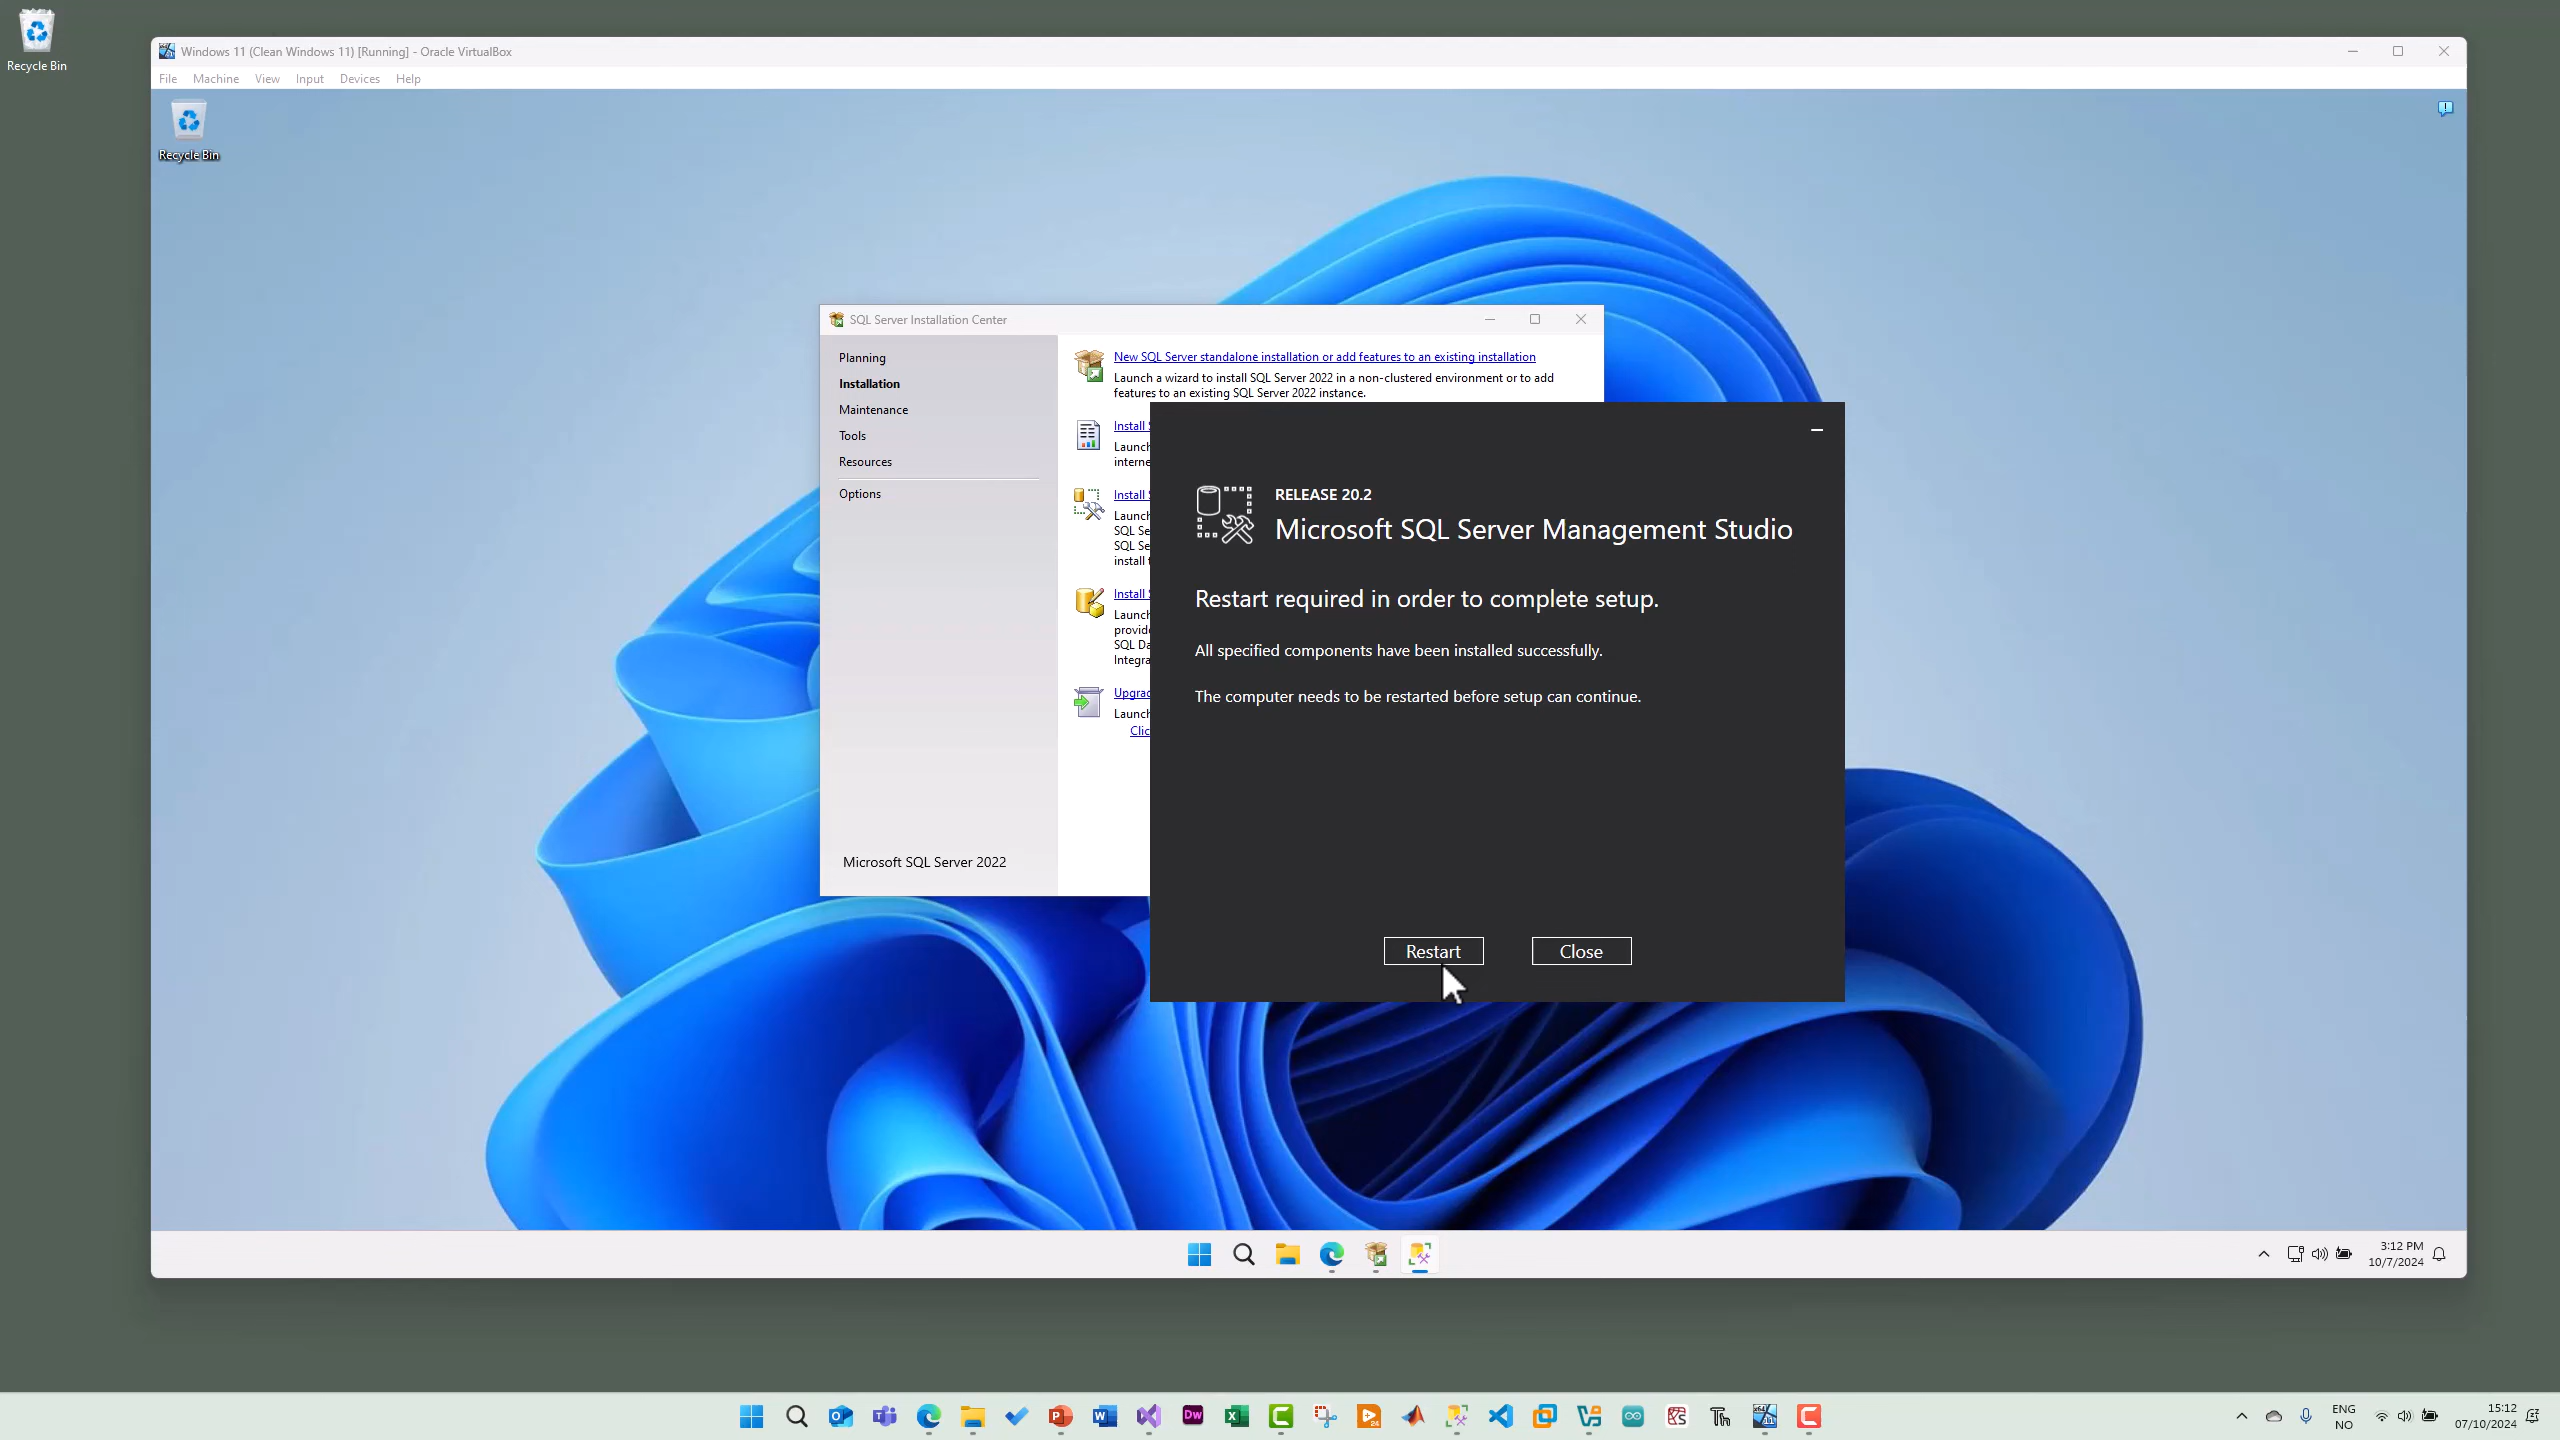 Recycle Bin
Windows 11 (Clean Windows 11) [Running] - Oracle VirtualBox
File Machine View Input Devices Help
Recycle Bin
SQL Server Installation Center
Planning
Installation
Maintenance
Tools
Resources
Options
Microsoft SQL Server 2022
New SQL Server standalone installation or add features to an existing installation
Launch a wizard to install SQL Server 2022 in a non-clustered environment or to add
features to an existing SQL Server 2022 instance.
Install S
Launch
interne
Install S
Launch
SQL Se
SQL Se
install t
Install S
Launch
provide
SQL Da
Integra
Upgrad
Launch
Clic
RELEASE 20.2
Microsoft SQL Server Management Studio
Restart required in order to complete setup.
All specified components have been installed successfully.
The computer needs to be restarted before setup can continue.
Restart Close
3:12 PM
10/7/2024
ENG
NO
15:12
07/10/2024